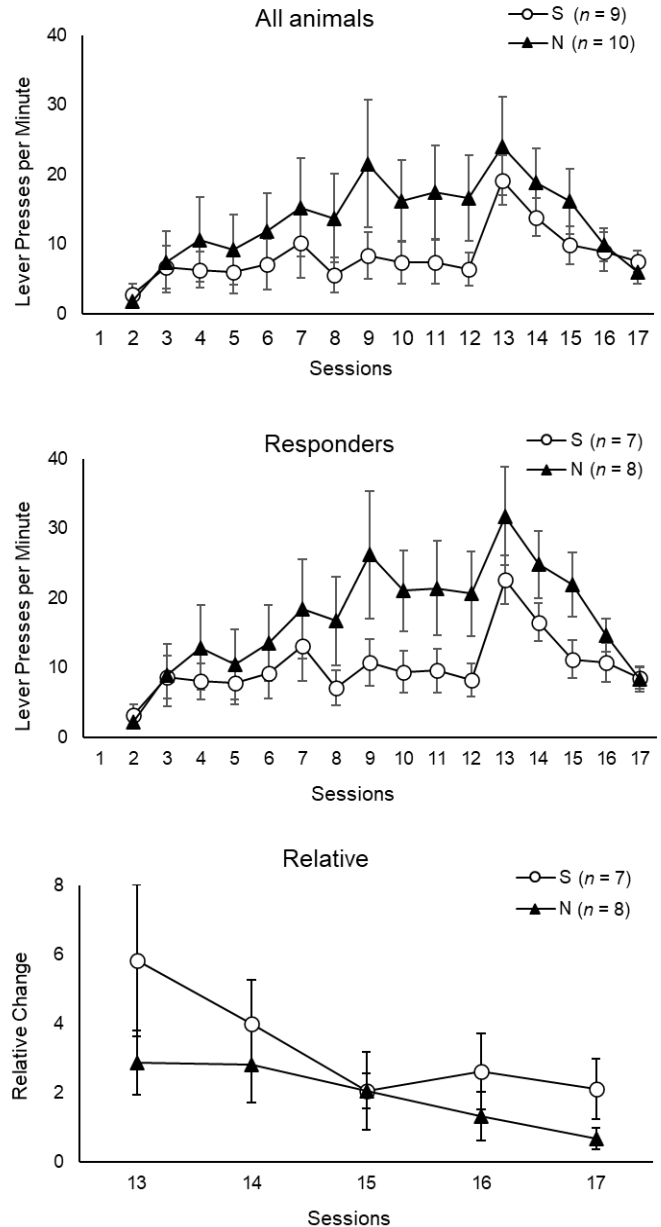 All animals
S (n = 9)
N (n = 10)
Lever Presses per Minute
40
30
20
10
0
1 2 3 4 5 6 7 8 9 10 11 12 13 14 15 16 17
Sessions
Responders
S (n = 7)
N (n = 8)
Lever Presses per Minute
40
30
20
10
0
1 2 3 4 5 6 7 8 9 10 11 12 13 14 15 16 17
Sessions
Relative
S (n = 7)
N (n = 8)
Relative Change
8
6
4
2
0
13 14 15 16 17
Sessions